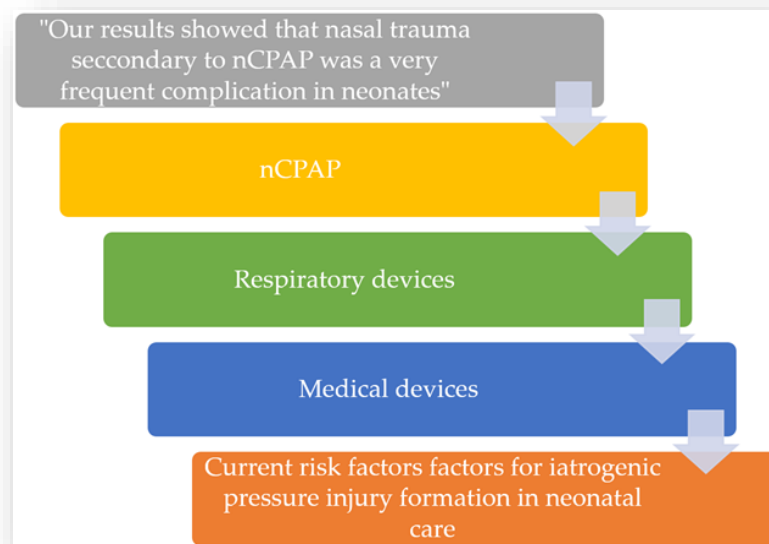 "Our results showed that nasal trauma
seccondary to nCPAP was a very
frequent complication in neonates"
nCPAP
Respiratory devices
Medical devices
Current risk factors factors for iatrogenic
pressure injury formation in neonatal
care